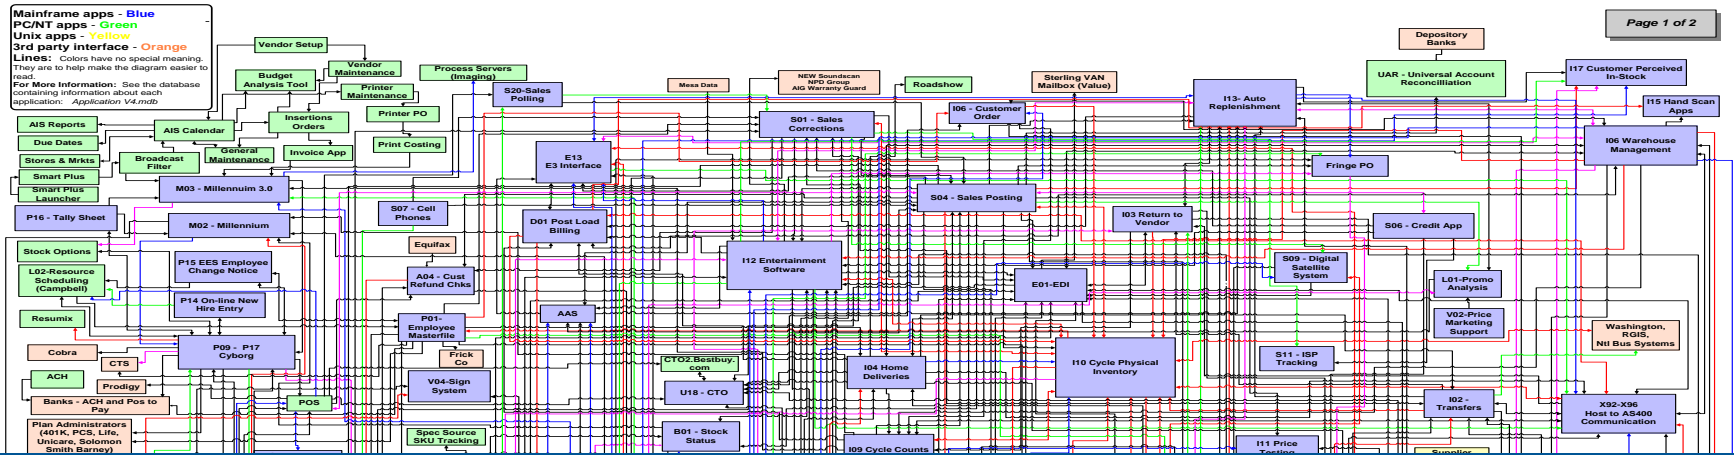 Mainframe apps - Blue
PC/NT apps - Green
Unix apps - Yellow
3rd party interface - Orange
Lines: Colors have no special meaning.
They are to help make the diagram easier to
read.
For More Information: See the database
containing information about each
application: Application V4.mdb
Page 1 of 2
Vendor Setup
Vendor
Maintenance
Budget
Analysis Tool
Printer
Maintenance
Process Servers
(Imaging)
S20-Sales
Polling
Mesa Data
NEW Soundscan
NPD Group
AIG Warranty Guard
Roadshow
Sterling VAN
Mailbox (Value)
Depository
Banks
UAR - Universal Account
Reconcilliation
I17 Customer Perceived
In-Stock
I13- Auto
Replenishment
I15 Hand Scan
Apps
AIS Reports
AIS Calendar
Insertions
Orders
Printer PO
S01 - Sales
Corrections
I06 - Customer
Order
Due Dates
Print Costing
I06 Warehouse
Management
Stores & Mrkts
Broadcast
Filter
General
Maintenance
Invoice App
E13
E3 Interface
Fringe PO
Smart Plus
Smart Plus
Launcher
M03 - Millennuim 3.0
S04 - Sales Posting
P16 - Tally Sheet
M02 - Millennium
S07 - Cell
Phones
D01 Post Load
Billing
I03 Return to
Vendor
S06 - Credit App
Stock Options
Equifax
P15 EES Employee
Change Notice
I12 Entertainment
Software
S09 - Digital
Satellite
System
L02-Resource
Scheduling
(Campbell)
A04 - Cust
Refund Chks
E01-EDI
L01-Promo
Analysis
P14 On-line New
Hire Entry
AAS
Resumix
P01-
Employee
Masterfile
V02-Price
Marketing
Support
Washington,
RGIS,
Ntl Bus Systems
P09 - P17
Cyborg
Cobra
CTS
Frick
Co
CTO2.Bestbuy.
com
I04 Home
Deliveries
I10 Cycle Physical
Inventory
S11 - ISP
Tracking
ACH
Prodigy
V04-Sign
System
U18 - CTO
Banks - ACH and Pos to
Pay
POS
I02 -
Transfers
X92-X96
Host to AS400
Communication
Plan Administrators
(401K, PCS, Life,
Unicare, Solomon
Smith Barney)
Spec Source
SKU Tracking
B01 - Stock
Status
I09 Cycle Counts
I11 Price
Testing
Supplier